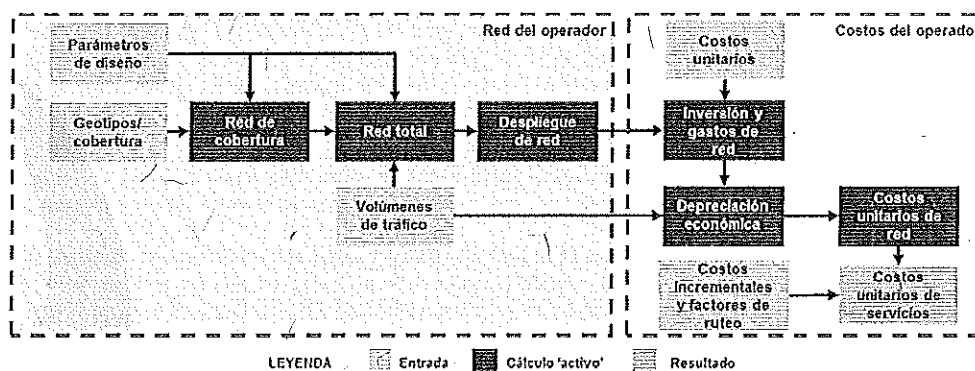 Red del operador
Costos del operado
Parámetros
de diseño
Costos
unitarios
Geotipos/
cobertura
Red de
cobertura
Red total
Despliegue
de red
Inversión y
gastos de
red
Volúmenes
de tráfico
Depreciación
económica
Costos
unitarios de
red
Costos
Incrementales
y factores de
ruteo
Costos
unitarios de
servicios
LEYENDA Entrada Cálculo 'activo' Resultado